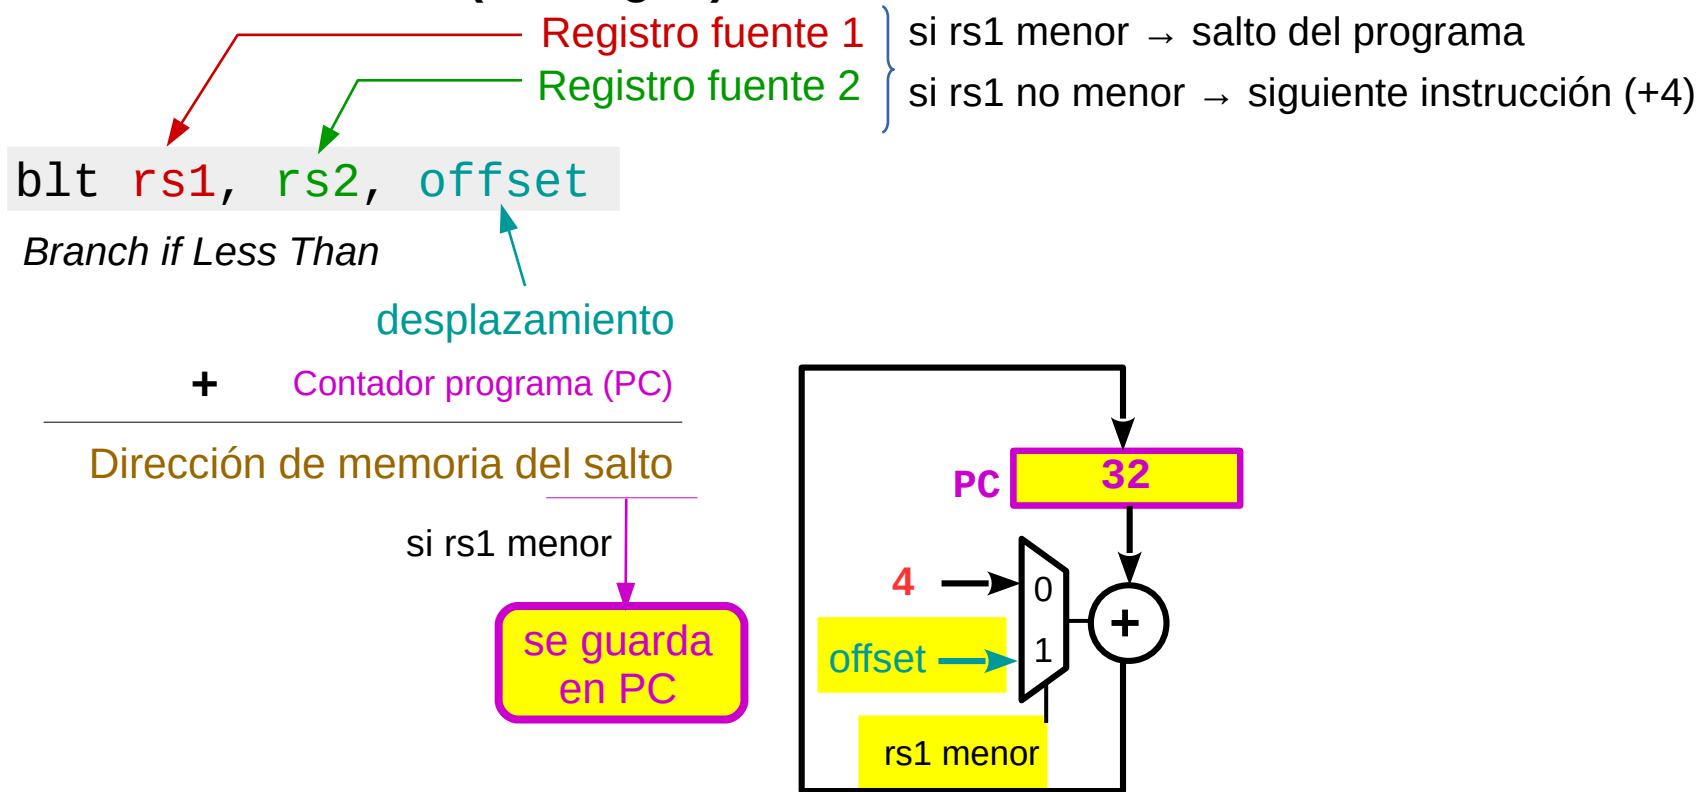 Registro fuente 1
si rs1 menor → salto del programa
Registro fuente 2
si rs1 no menor → siguiente instrucción (+4)
blt rs1, rs2, offset
Branch if Less Than
desplazamiento
+ Contador programa (PC)
Dirección de memoria del salto
si rs1 menor
se guarda
en PC
PC 32
4
0
+
offset
1
rs1 menor